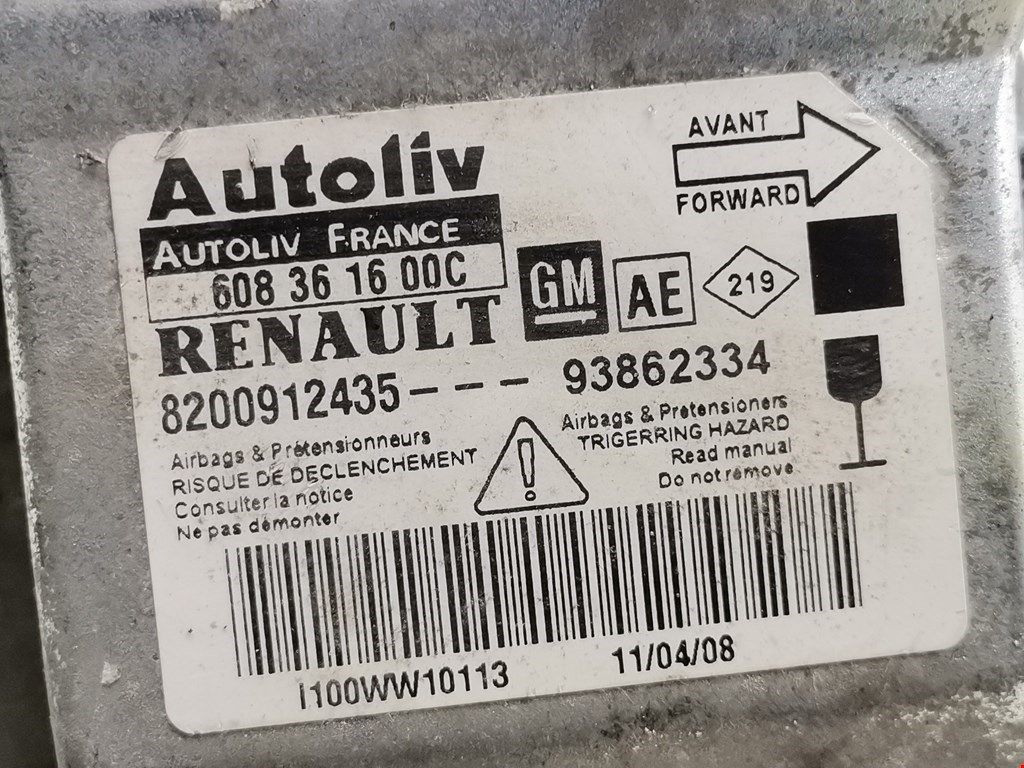 Autoliv
AUTOLIV FRANCE
608 36 16 00C
RENAULT
8200912435--- 93862334
AVANT
FORWARD
GM
AE
219
Airbags & Prétensionneurs
RISQUE DE DECLENCHEMENT
Consulter la notice
Ne pas démonter
!
Airbags & Pretensioners
TRIGERRING HAZARD
Read manual
Do not remove
I100WW10113
11/04/08